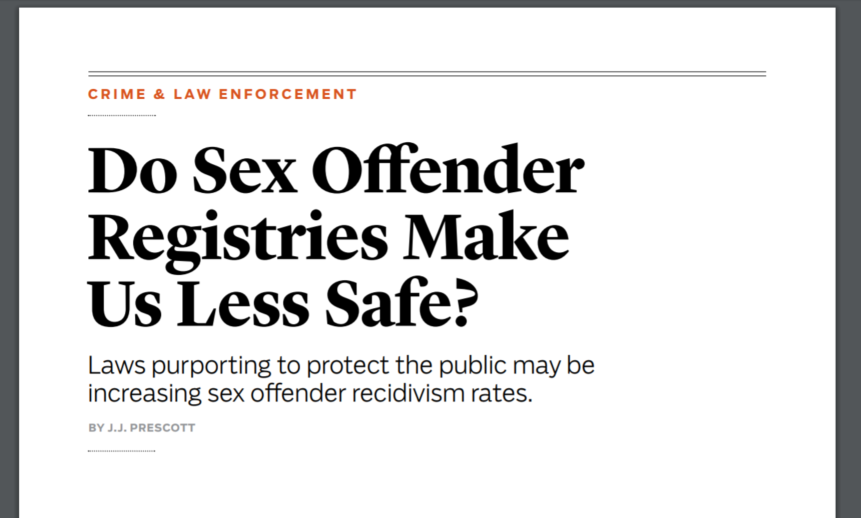 CRIME & LAW ENFORCEMENT
Do Sex Offender
Registries Make
Us Less Safe?
Laws purporting to protect the public may be
increasing sex offender recidivism rates.
BY J.J. PRESCOTT